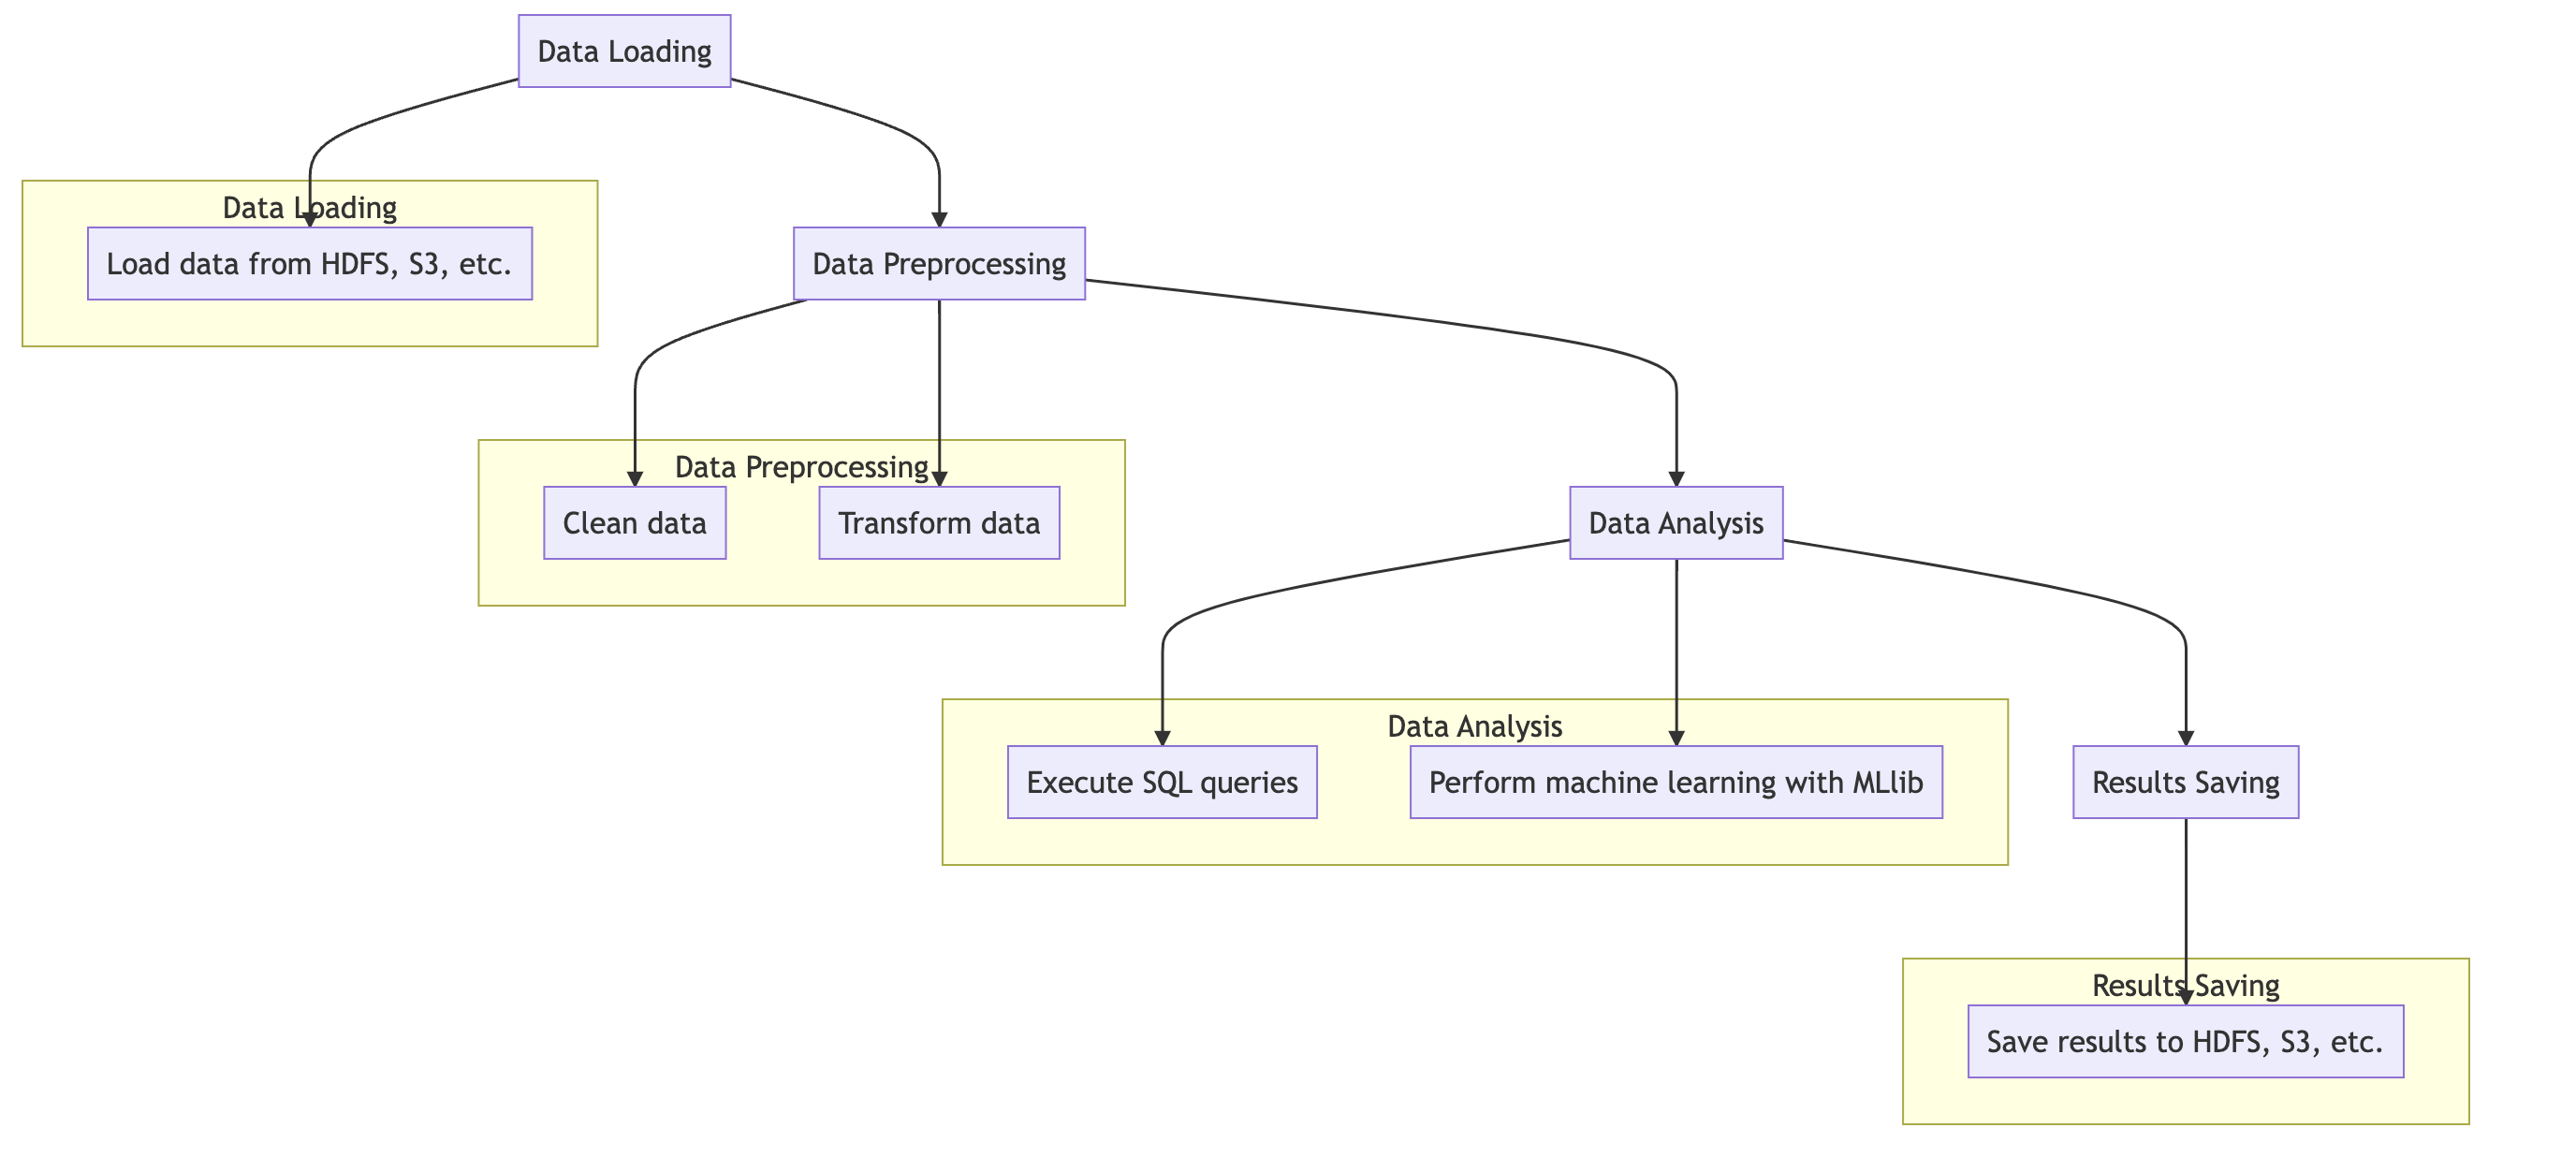 Data Loading
Data Loading
Load data from HDFS, S3, etc.
Data Preprocessing
Data Preprocessing
Clean data
Transform data
Data Analysis
Data Analysis
Execute SQL queries
Perform machine learning with MLlib
Results Saving
Results Saving
Save results to HDFS, S3, etc.